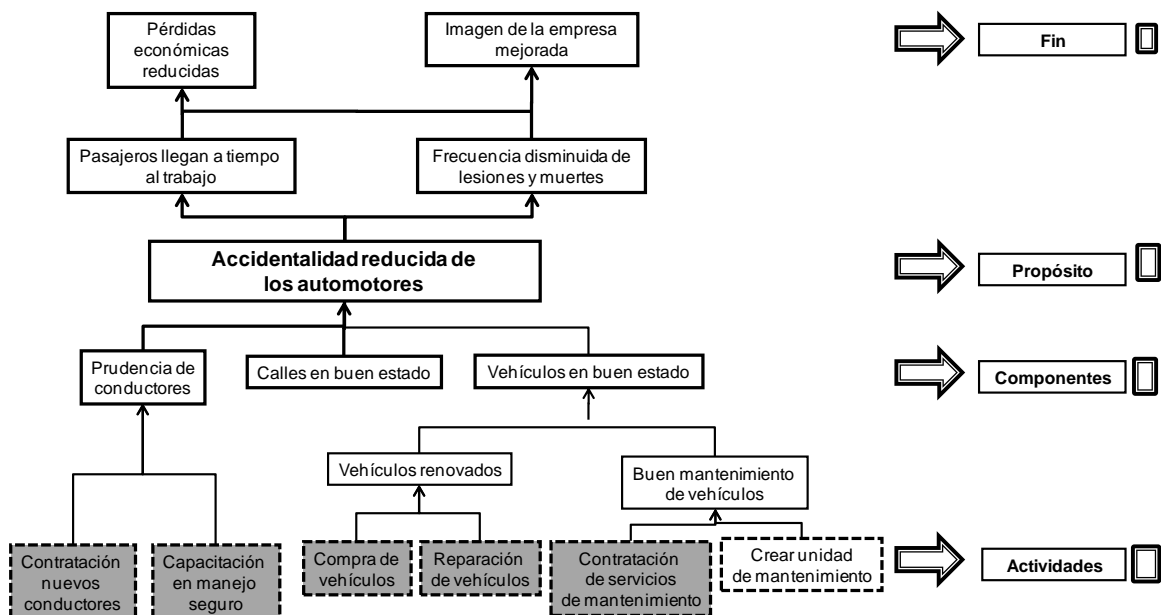 Pérdidas
económicas
reducidas
Imagen de la empresa
mejorada
Fin
Pasajeros llegan a tiempo
al trabajo
Frecuencia disminuida de
lesiones y muertes
Accidentalidad reducida de
los automotores
Propósito
Prudencia de
conductores
Calles en buen estado
Vehículos en buen estado
Componentes
Vehículos renovados
Buen mantenimiento
de vehículos
Contratación
nuevos
conductores
Capacitación
en manejo
seguro
Compra de
vehículos
Reparación
de vehículos
Contratación
de servicios
de mantenimiento
Crear unidad
de mantenimiento
Actividades